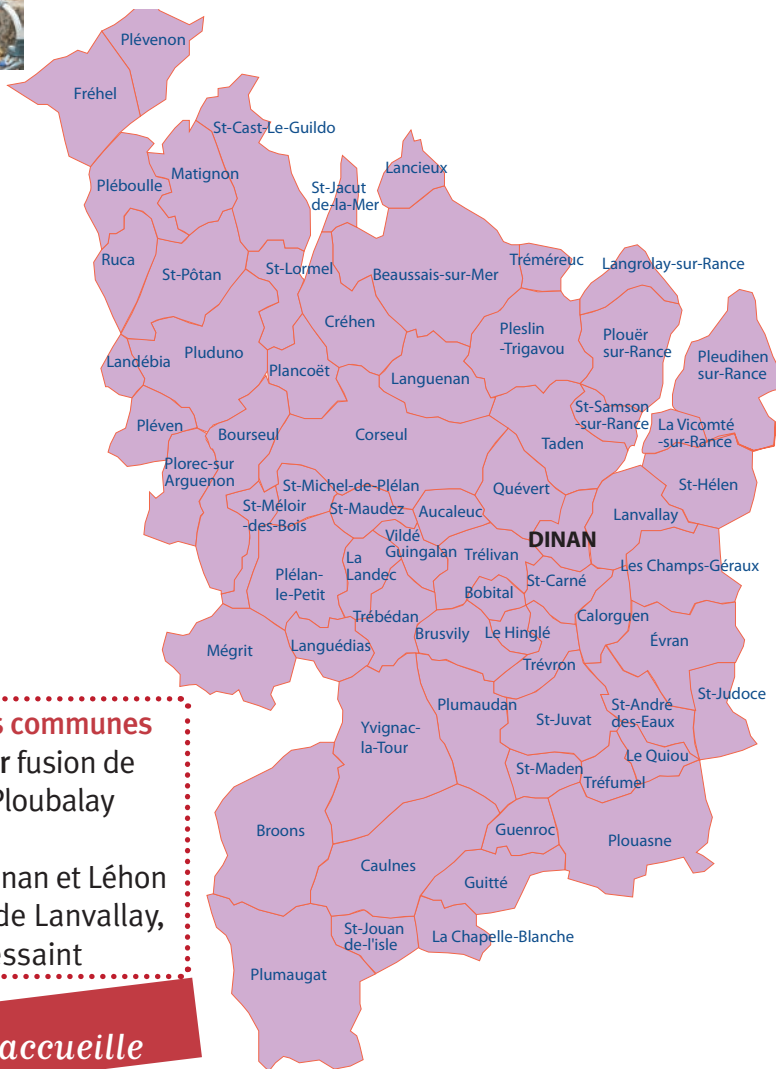 Plévenon
Fréhel
St-Cast-Le-Guildo
Matignon
Pléboulle
Lancieux
St-Jacut
de-la-Mer
Ruca
St-Pôtan
St-Lormel
Beaussais-sur-Mer
Tréméreuc
Langrolay-sur-Rance
Créhen
Pleslin
-Trigavou
Plouër
sur-Rance
Pleudihen
sur-Rance
Landébia
Pluduno
Plancoët
Languenan
St-Samson
-sur-Rance
La Vicomté
-sur-Rance
Pléven
Bourseul
Corseul
Taden
Plorec-sur
Arguenon
St-Michel-de-Plélan
Quévert
St-Hélen
St-Méloir
-des-Bois
St-Maudez
Aucaleuc
Lanvallay
Vildé
Guingalan
DINAN
La
Landec
Trélivan
Les Champs-Géraux
Plélan-
le-Petit
St-Carné
Bobital
Trébédan
Calorguen
Mégrit
Languédias
Brusvily
Le Hinglé
Évran
Trévron
St-Judoce
Plumaudan
St-André
des-Eaux
Yvignac-
la-Tour
St-Juvat
Le Quiou
St-Maden
Tréfumel
Broons
Guenroc
Plouasne
Caulnes
Guitté
St-Jouan
de-l'isle
La Chapelle-Blanche
Plumaugat
s communes
r fusion de
Ploubalay
nan et Léhon
de Lanvallay,
essaint
accueille